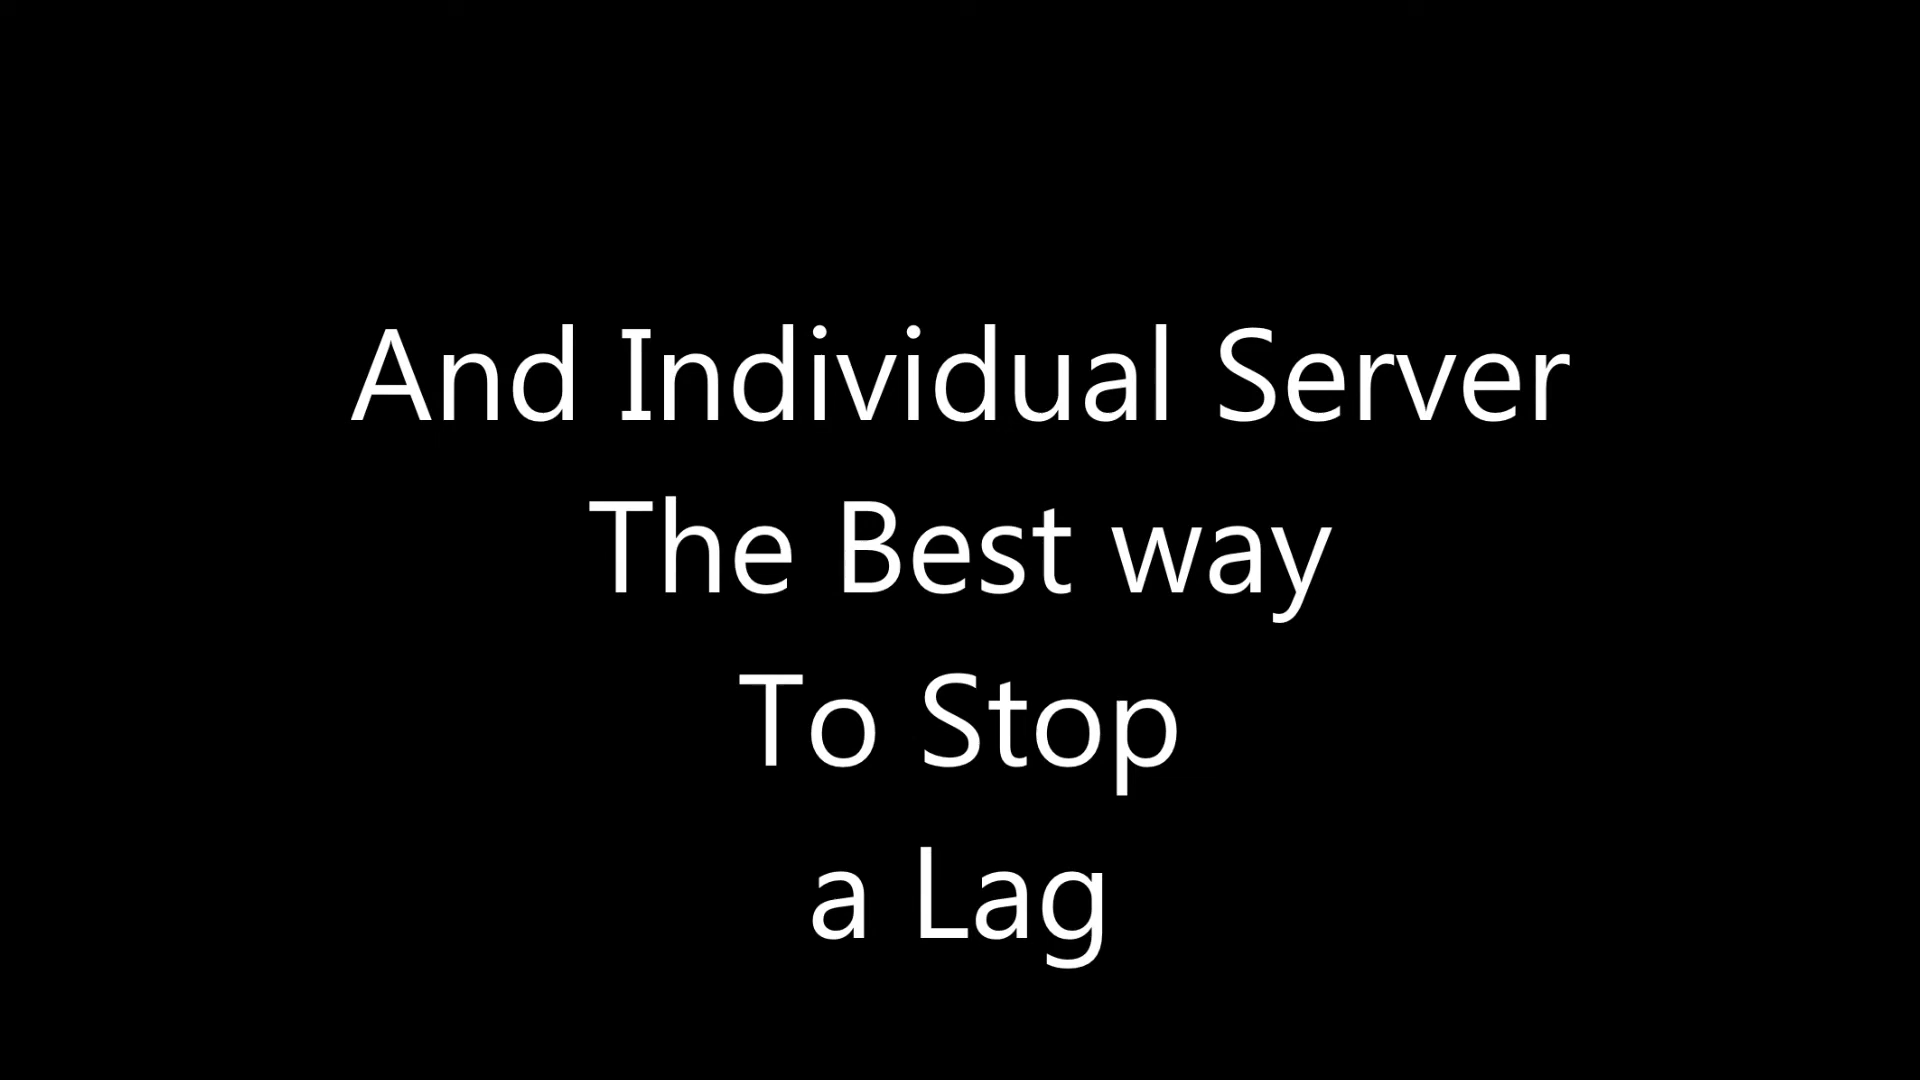 And Individual Server
The Best way
To Stop
a Lag